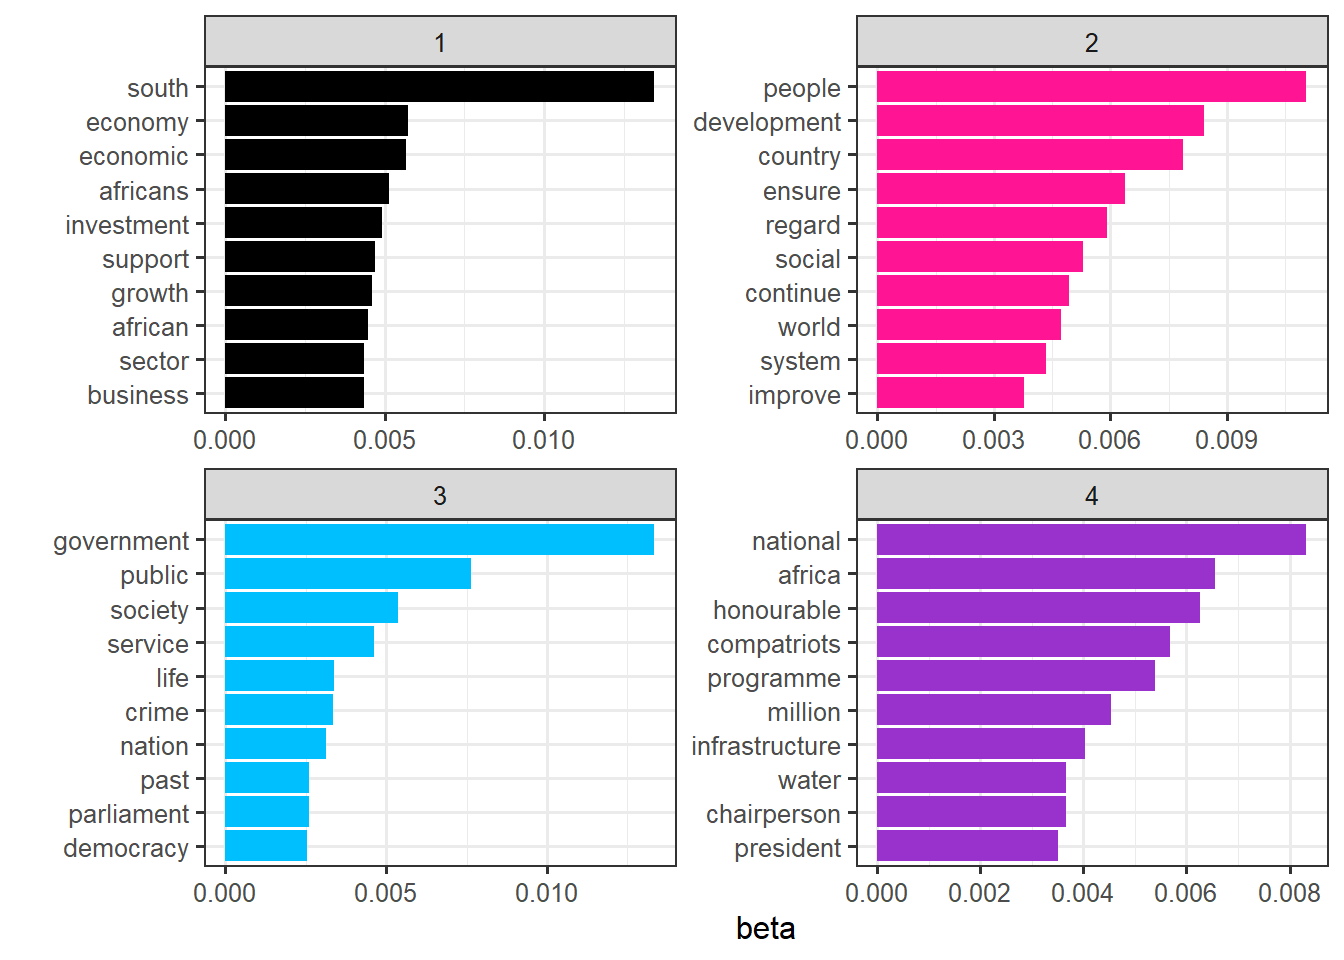 1
south
economy
economic
africans
investment
support
growth
african
sector
business
0.000 0.005 0.010
2
people
development
country
ensure
regard
social
continue
world
system
improve
0.000 0.003 0.006 0.009
3
government
public
society
service
life
crime
nation
past
parliament
democracy
0.000 0.005 0.010
4
national
africa
honourable
compatriots
programme
million
infrastructure
water
chairperson
president
0.000 0.002 0.004 0.006 0.008
beta